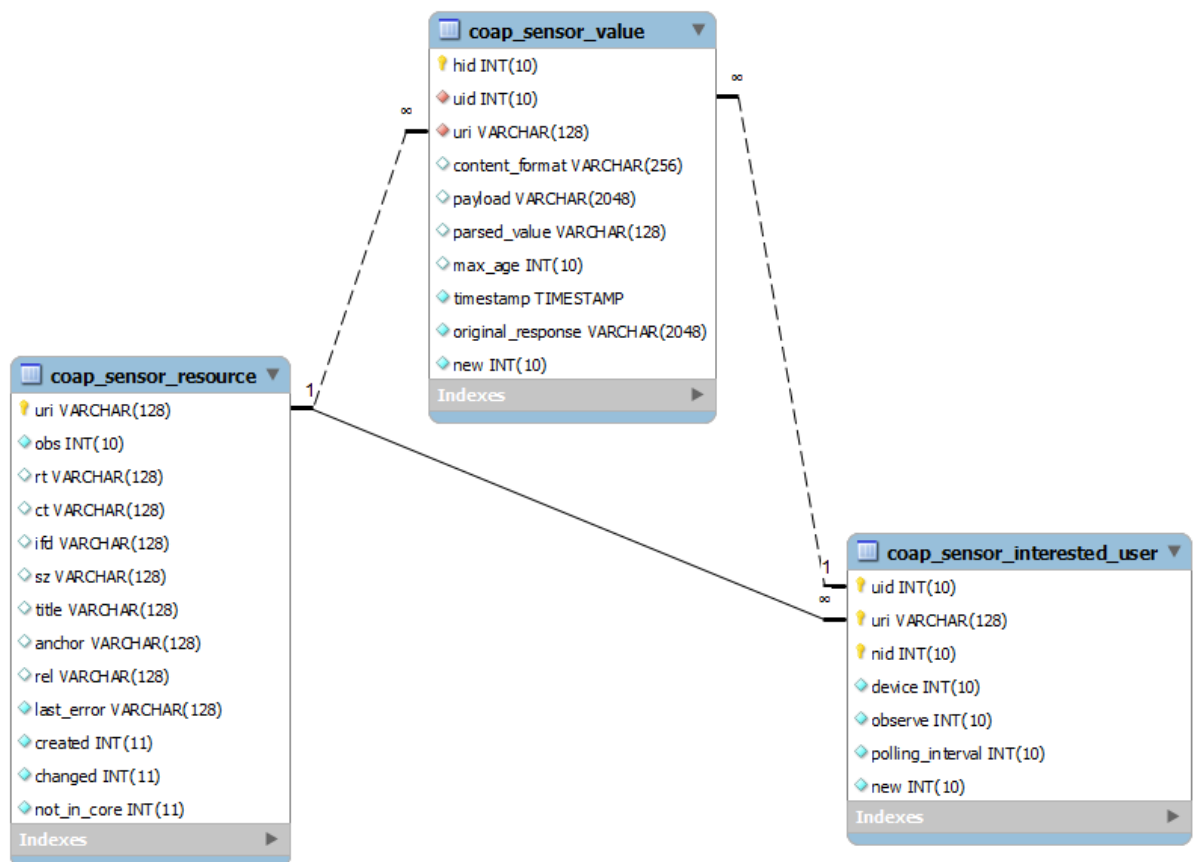 coap_sensor_value
hid INT(10)
uid INT(10)
uri VARCHAR(128)
content_format VARCHAR(256)
payload VARCHAR(2048)
parsed_value VARCHAR(128)
max_age INT(10)
timestamp TIMESTAMP
original_response VARCHAR(2048)
new INT(10)
Indexes
∞
∞
coap_sensor_resource
1
uri VARCHAR(128)
obs INT(10)
rt VARCHAR(128)
ct VARCHAR(128)
ifd VARCHAR(128)
sz VARCHAR(128)
title VARCHAR(128)
anchor VARCHAR(128)
rel VARCHAR(128)
last_error VARCHAR(128)
created INT(11)
changed INT(11)
not_in_core INT(11)
Indexes
coap_sensor_interested_user
1
∞
uid INT(10)
uri VARCHAR(128)
nid INT(10)
device INT(10)
observe INT(10)
polling_interval INT(10)
new INT(10)
Indexes